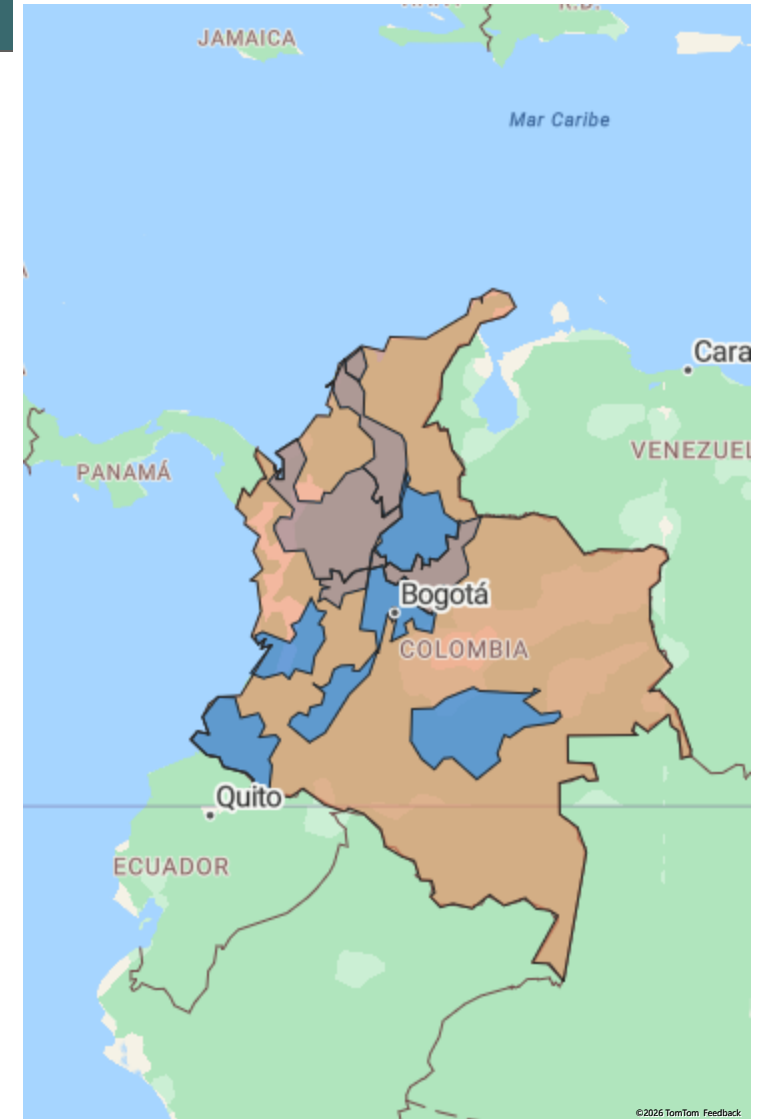 JAMAICA
Mar Caribe
Cara
VENEZUEL
PANAMÁ
Bogotá
COLOMBIA
Quito
ECUADOR
©2026 TomTom Feedback